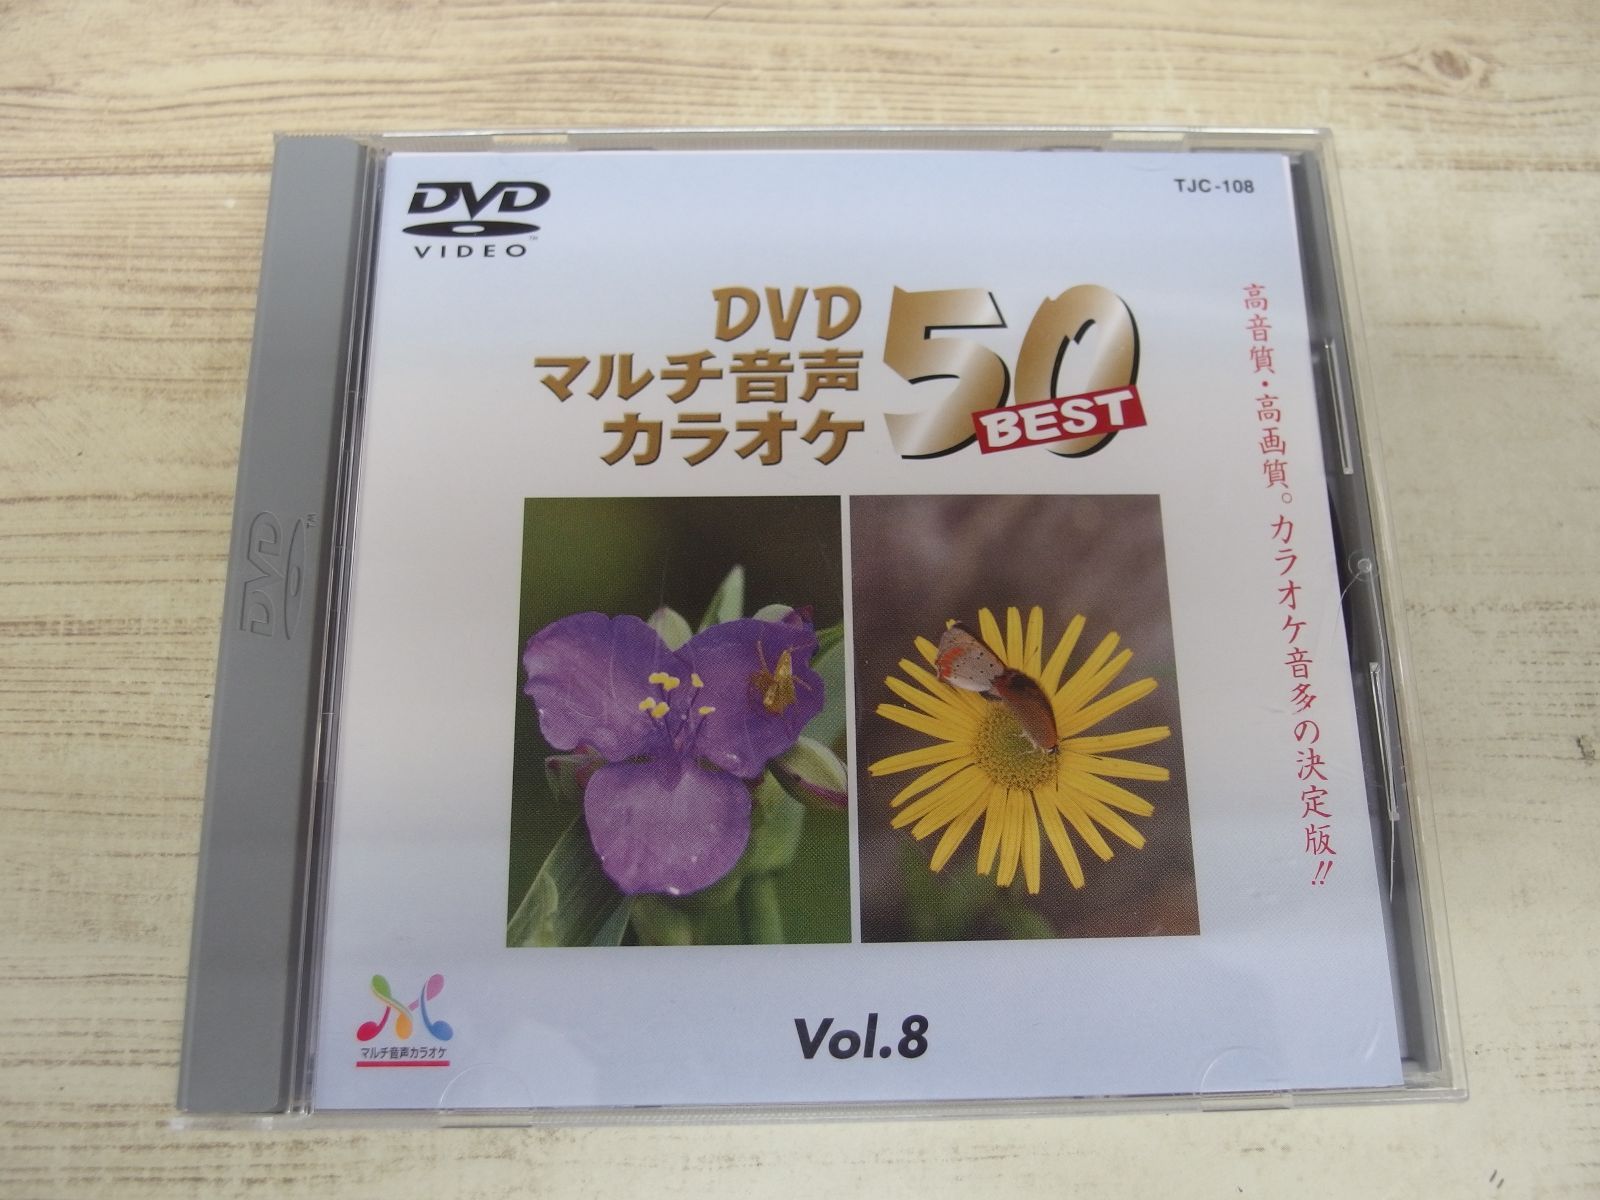 DVD
VIDEO
TM
TJC-108
DVD
マルチ音声
カラオケ
50
BEST
高音質・高画質。カラオケ音多の決定版!!
DVD
TM
Vol.8
マルチ音声カラオケ